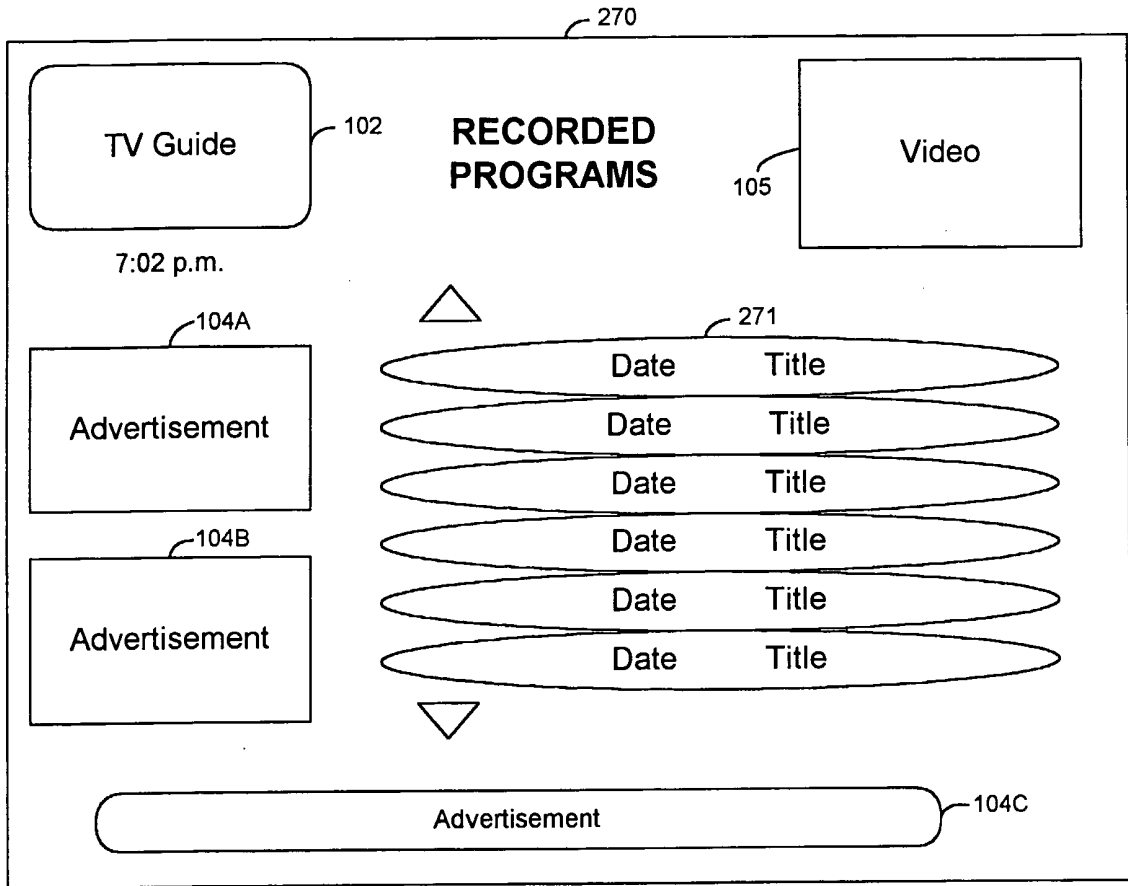 270
TV Guide
102
RECORDED
PROGRAMS
Video
105
7:02 p.m.
104A
Advertisement
271
Date Title
Date Title
Date Title
Date Title
Date Title
Date Title
104B
Advertisement
Advertisement
104C